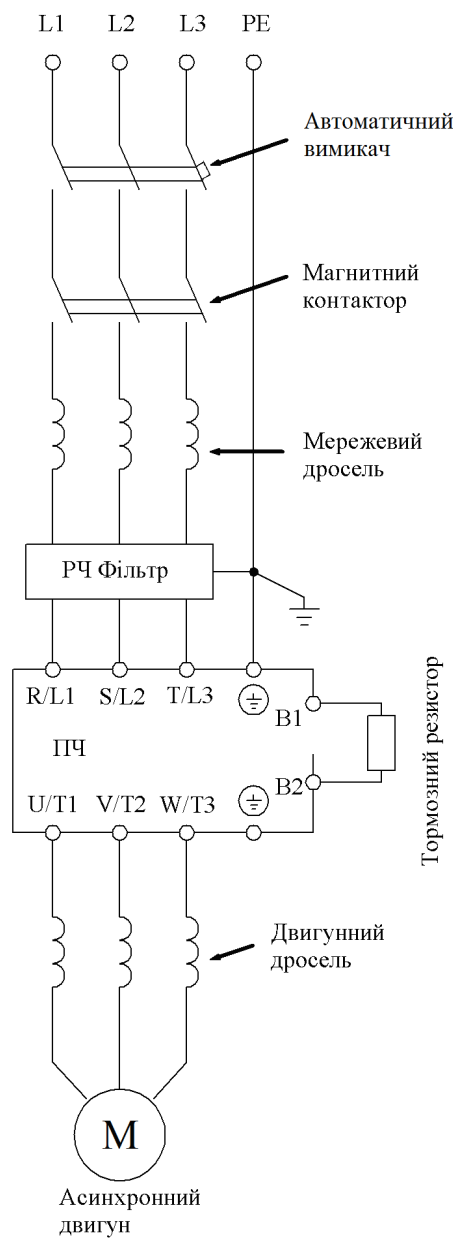 L1 L2 L3 PE
Автоматичний
вимикач
Магнитний
контактор
Мережевий
дросель
РЧ Фільтр
R/L1 S/L2 T/L3
B1
ПЧ
B2
U/T1 V/T2 W/T3
Тормозний резистор
Двигунний
дросель
М
Асинхронний
двигун